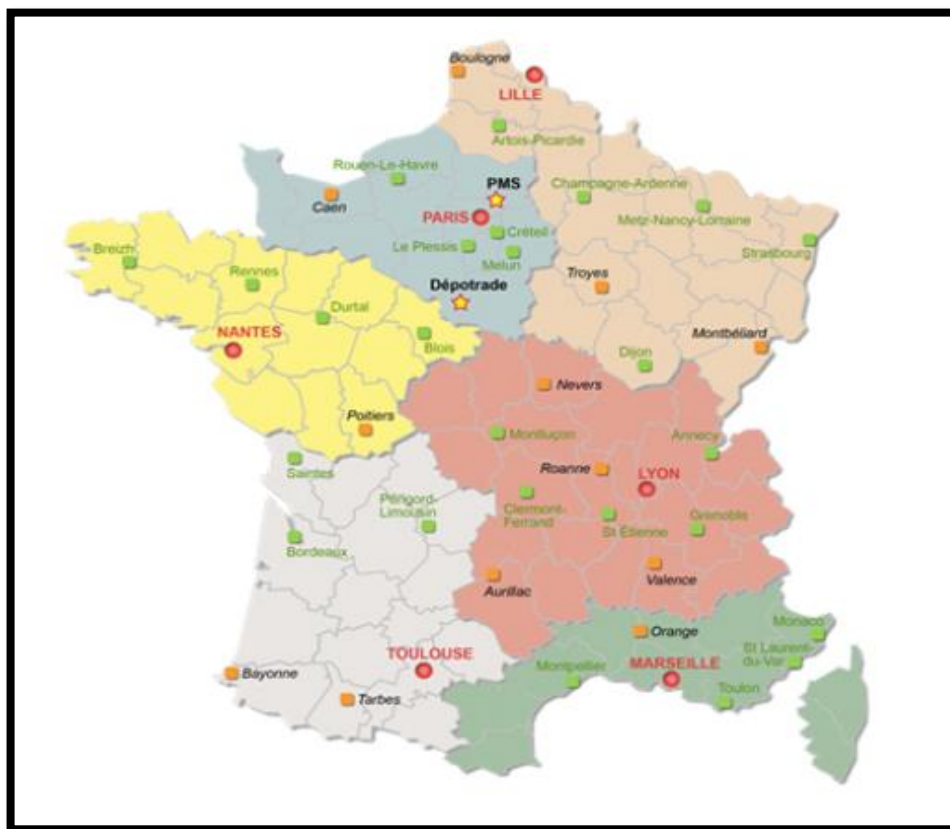 Boulogne
LILLE
Artois-Picardie
Rouen-Le-Havre
PMS
Champagne-Ardenne
Caen
PARIS
Metz-Nancy-Lorraine
Créteil
Le Plessis
Breizh
Melun
Strasbourg
Rennes
Troyes
Dépotrade
Durtal
NANTES
Montbéliard
Blois
Dijon
Nevers
Poitiers
Montluçon
Annecy
Saintes
Roanne
LYON
Périgord-
Limousin
Clermont-
Ferrand
Grenoble
St Étienne
Bordeaux
Valence
Aurillac
Monaco
Orange
St Laurent-
du-Var
TOULOUSE
Montpellier
MARSEILLE
Bayonne
Toulon
Tarbes